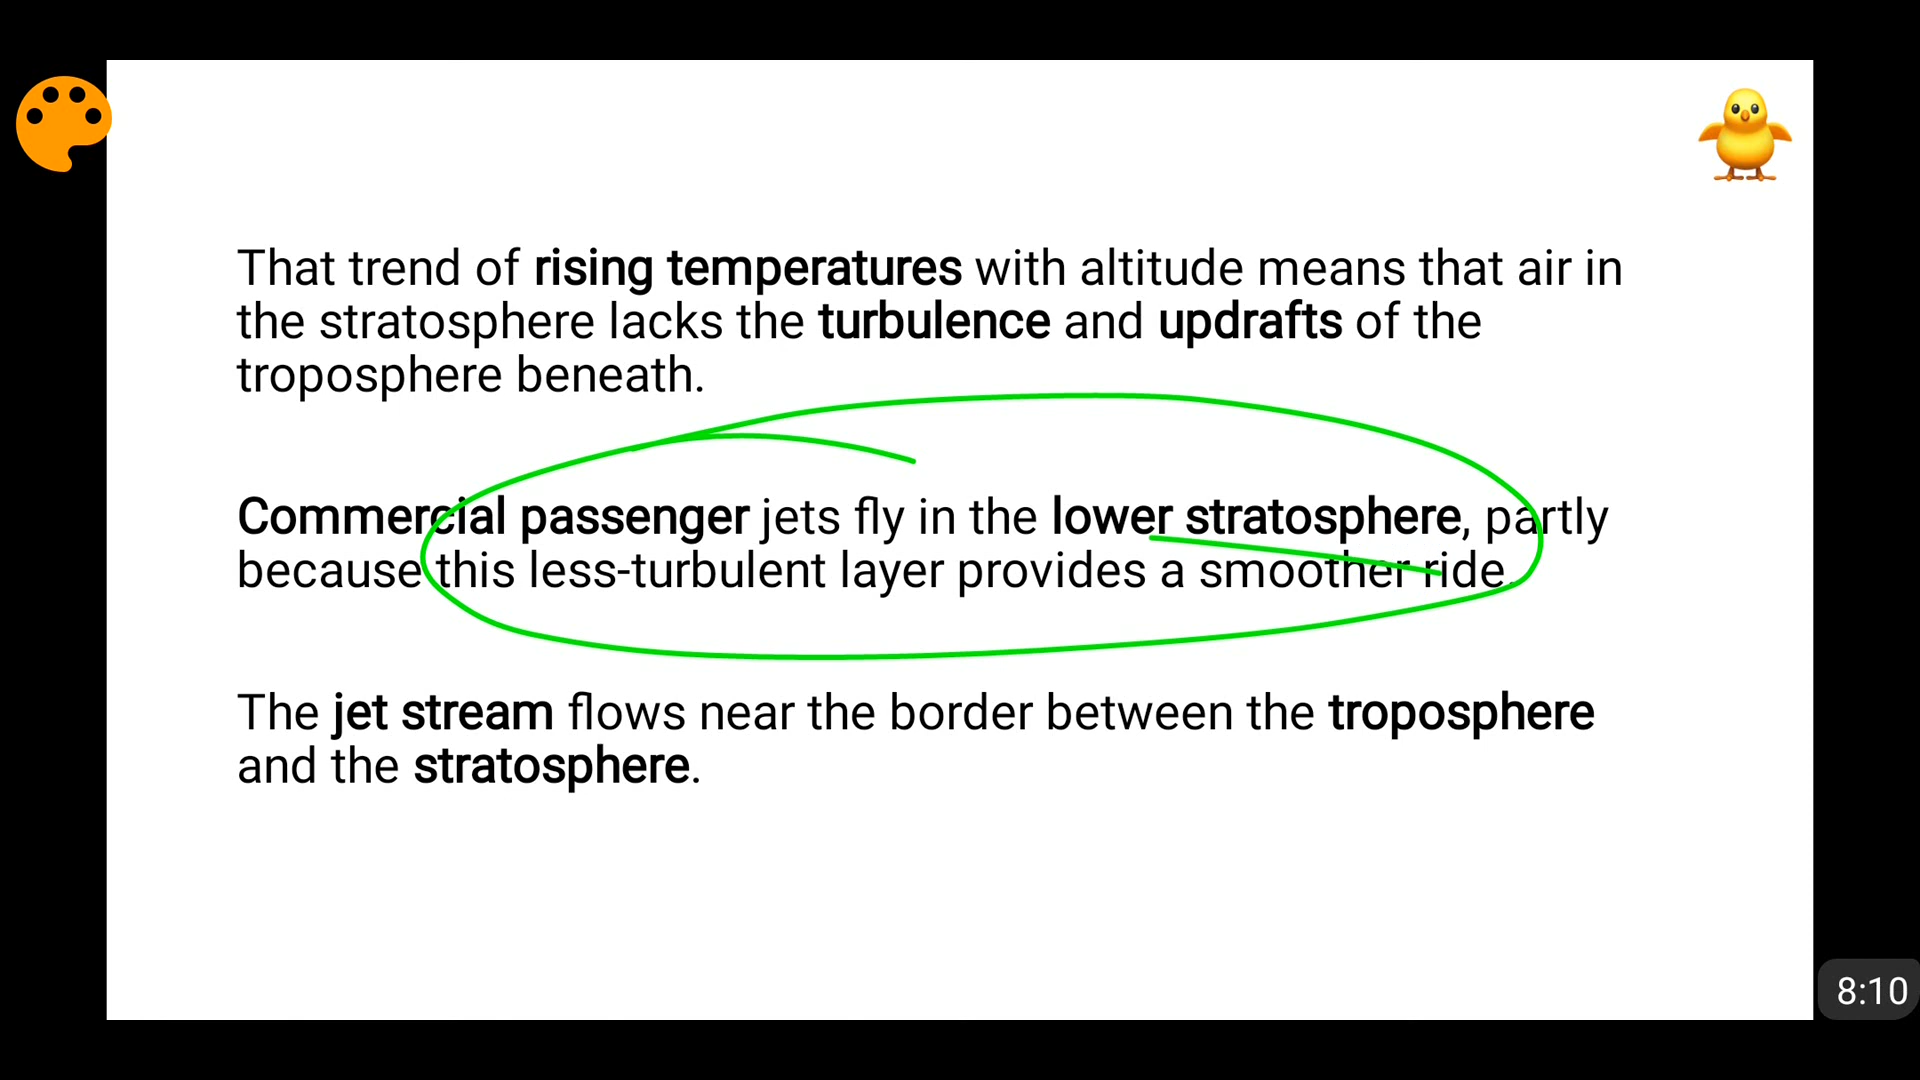 That trend of rising temperatures with altitude means that air in
the stratosphere lacks the turbulence and updrafts of the
troposphere beneath.
Commercial passenger jets fly in the lower stratosphere, partly
because this less-turbulent layer provides a smoother ride.
The jet stream flows near the border between the troposphere
and the stratosphere.
8:10